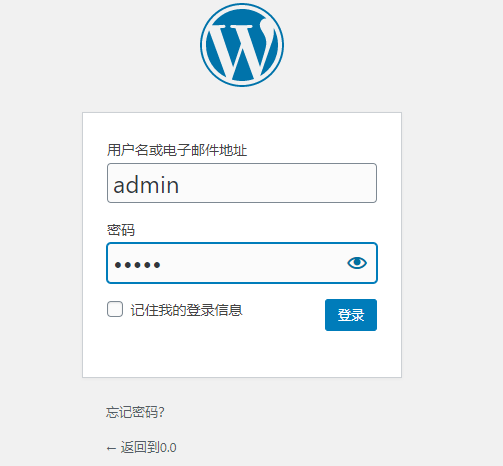 用户名或电子邮件地址
admin
密码
•••••
记住我的登录信息
登录
忘记密码?
← 返回到0.0